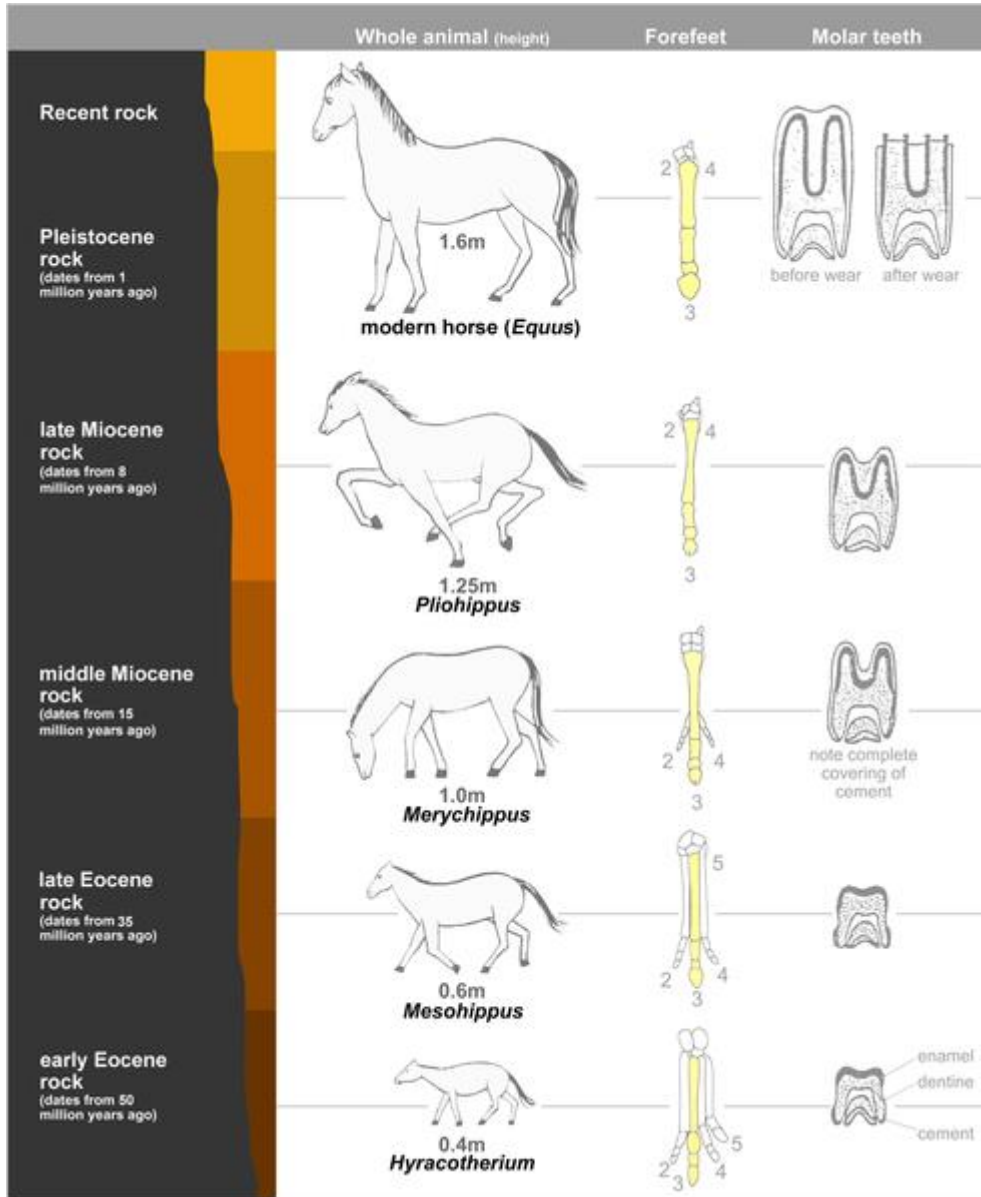 Whole animal (height)
Forefeet
Molar teeth
Recent rock
2
4
1.6m
3
before wear
after wear
modern horse (Equus)
Pleistocene
rock
(dates from 1
million years ago)
late Miocene
rock
(dates from 8
million years ago)
2
4
3
1.25m
Pliohippus
middle Miocene
rock
(dates from 15
million years ago)
2
4
3
1.0m
Merychippus
note complete
covering of
cement
late Eocene
rock
(dates from 35
million years ago)
5
2
4
3
0.6m
Mesohippus
early Eocene
rock
(dates from 50
million years ago)
0.4m
Hyracotherium
5
2
4
3
enamel
dentine
cement